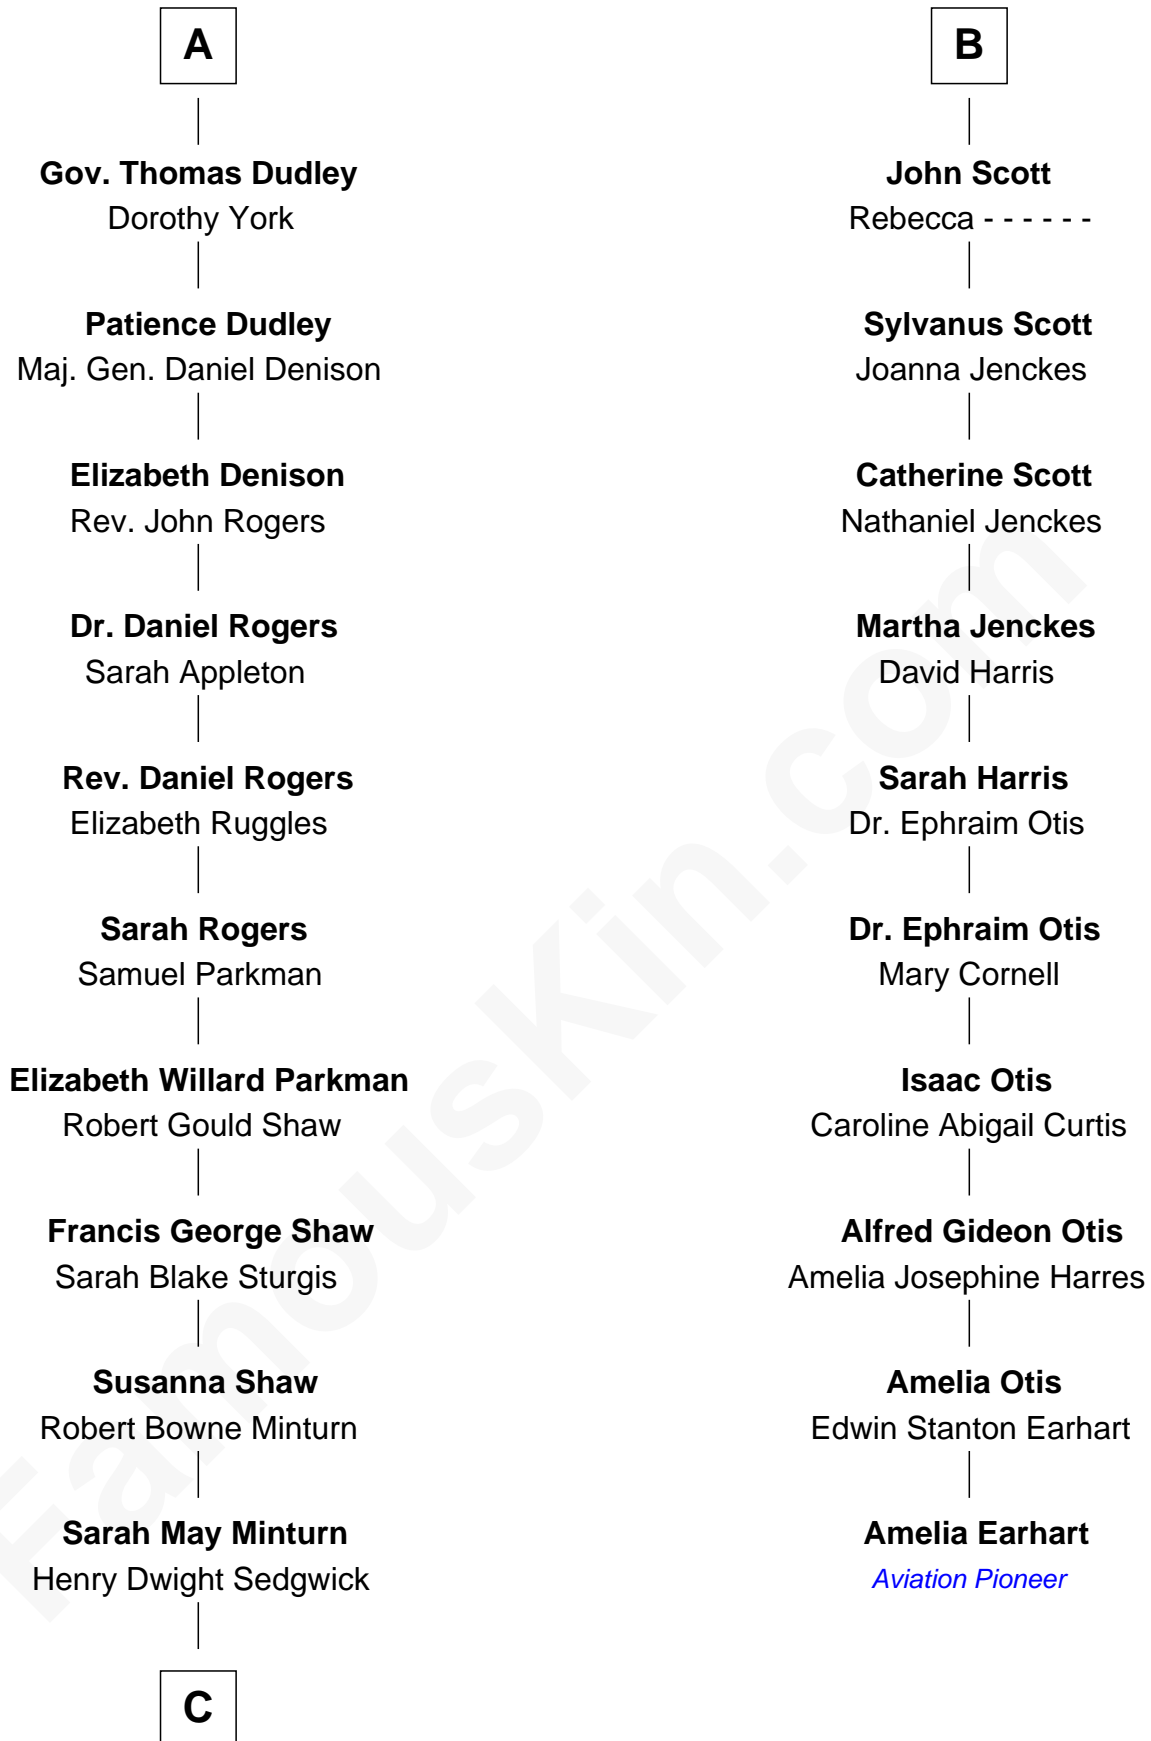 A
Gov. Thomas Dudley
Dorothy York
Patience Dudley
Maj. Gen. Daniel Denison
Elizabeth Denison
Rev. John Rogers
Dr. Daniel Rogers
Sarah Appleton
Rev. Daniel Rogers
Elizabeth Ruggles
Sarah Rogers
Samuel Parkman
Elizabeth Willard Parkman
Robert Gould Shaw
Francis George Shaw
Sarah Blake Sturgis
Susanna Shaw
Robert Bowne Minturn
Sarah May Minturn
Henry Dwight Sedgwick
C
B
John Scott
Rebecca - - - - - -
Sylvanus Scott
Joanna Jenckes
Catherine Scott
Nathaniel Jenckes
Martha Jenckes
David Harris
Sarah Harris
Dr. Ephraim Otis
Dr. Ephraim Otis
Mary Cornell
Isaac Otis
Caroline Abigail Curtis
Alfred Gideon Otis
Amelia Josephine Harres
Amelia Otis
Edwin Stanton Earhart
Amelia Earhart
Aviation Pioneer
FamousKin.com